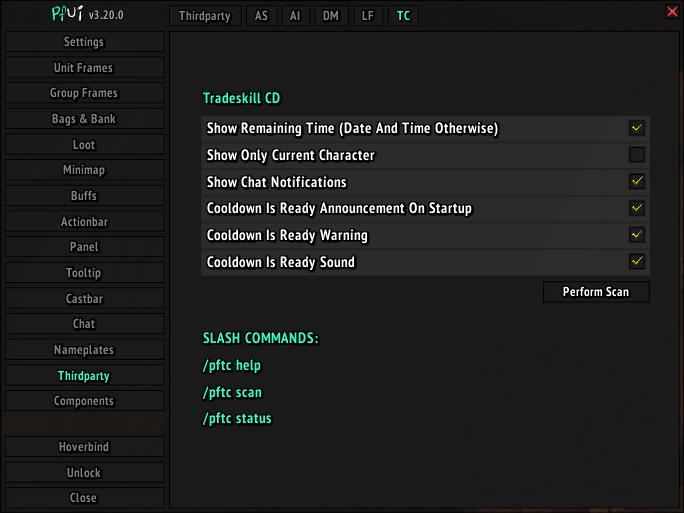 pfUI v3.20.0
Thirdparty AS AI DM LF TC
Settings
Unit Frames
Group Frames
Bags & Bank
Loot
Minimap
Buffs
Actionbar
Panel
Tooltip
Castbar
Chat
Nameplates
Thirdparty
Components
Hoverbind
Unlock
Close
Tradeskill CD
Show Remaining Time (Date And Time Otherwise)
Show Only Current Character
Show Chat Notifications
Cooldown Is Ready Announcement On Startup
Cooldown Is Ready Warning
Cooldown Is Ready Sound
Perform Scan
SLASH COMMANDS:
/pftc help
/pftc scan
/pftc status